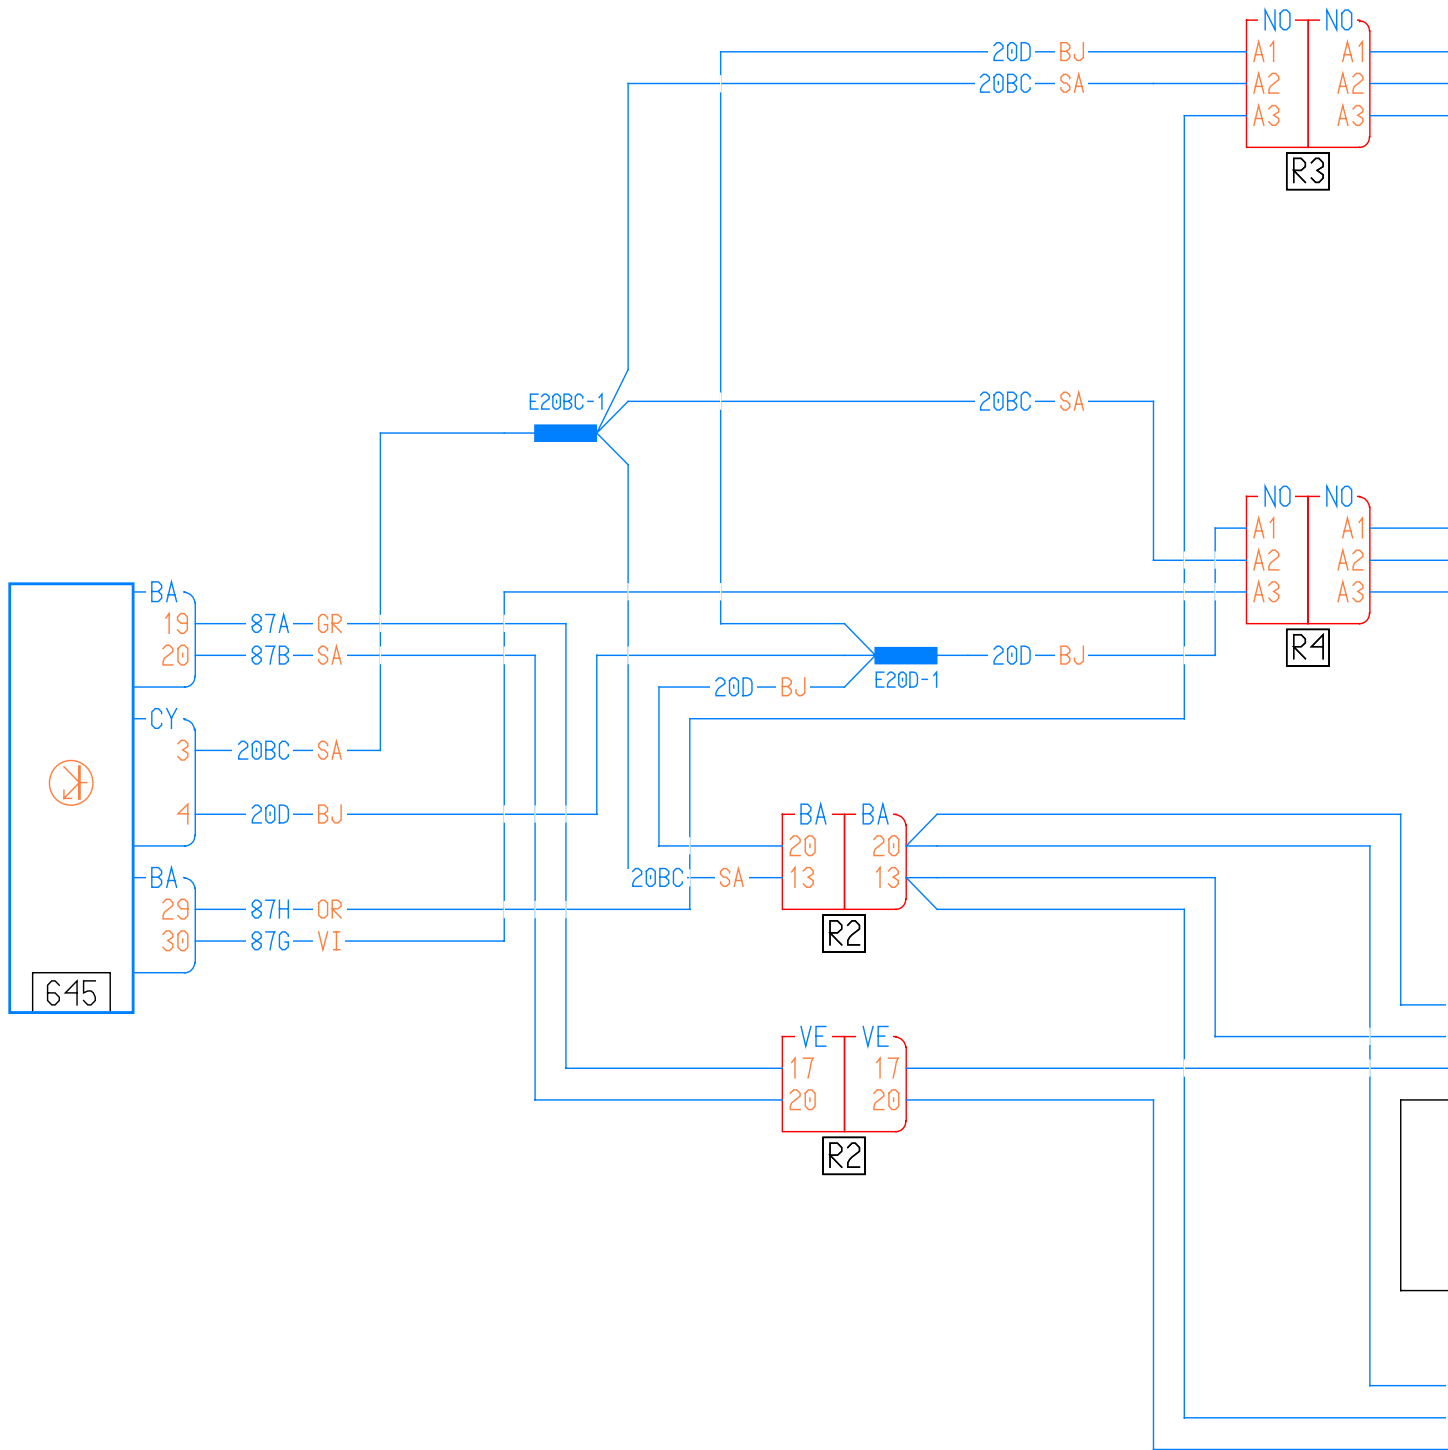 NO NO
20D BJ A1 A1
20BC SA A2 A2
A3 A3
R3
E20BC-1 20BC SA
NO NO
A1 A1
A2 A2
BA A3 A3
19 87A GR
R4
20 87B SA 20D BJ
20D BJ E20D-1
CY
3 20BC SA
4 20D BJ BA BA
20 20
BA 20BC SA 13 13
29 87H OR
R2
30 87G VI
645
VE VE
17 17
20 20
R2